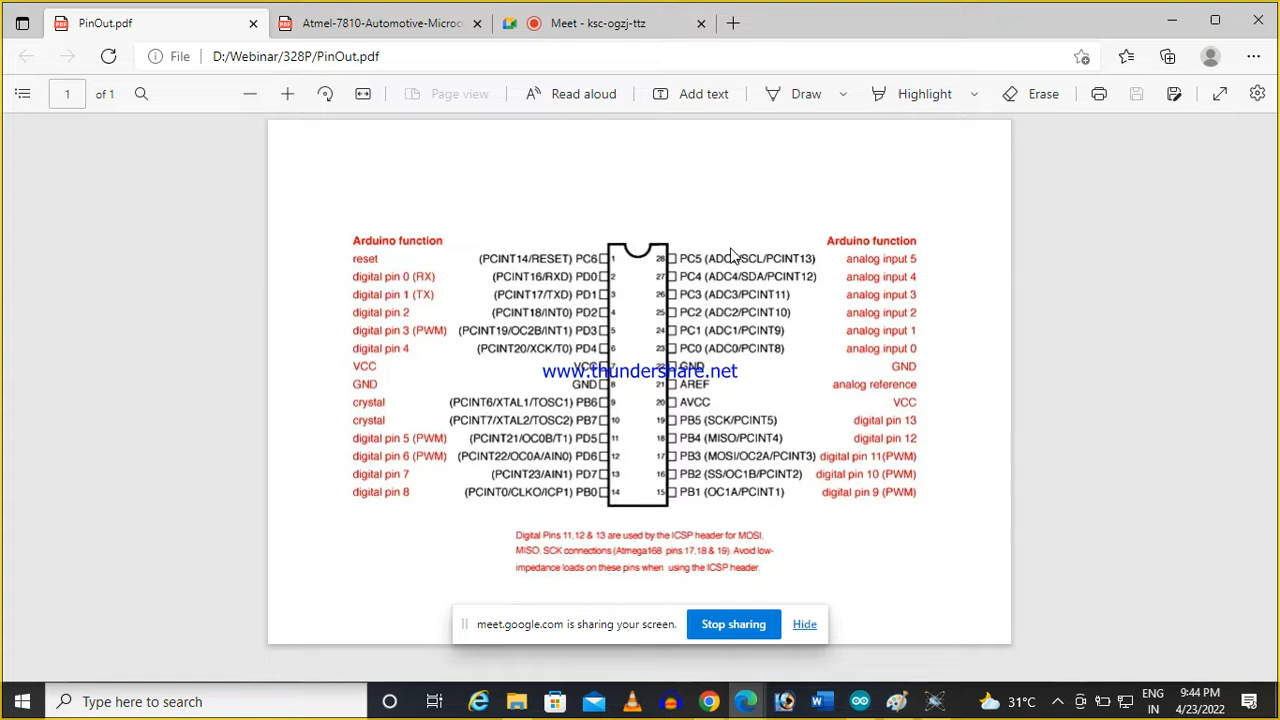 PinOut.pdf
Atmel-7810-Automotive-Microcc
Meet - ksc-ogzj-ttz
File D:/Webinar/328P/PinOut.pdf
1 of 1
Page view
Read aloud
Add text
Draw
Highlight
Erase
Arduino function Arduino function
reset (PCINT14/RESET) PC6 1 28 PC5 (ADC5/SCL/PCINT13) analog input 5
digital pin 0 (RX) (PCINT16/RXD) PD0 2 27 PC4 (ADC4/SDA/PCINT12) analog input 4
digital pin 1 (TX) (PCINT17/TXD) PD1 3 26 PC3 (ADC3/PCINT11) analog input 3
digital pin 2 (PCINT18/INT0) PD2 4 25 PC2 (ADC2/PCINT10) analog input 2
digital pin 3 (PWM) (PCINT19/OC2B/INT1) PD3 5 24 PC1 (ADC1/PCINT9) analog input 1
digital pin 4 (PCINT20/XCK/T0) PD4 6 23 PC0 (ADC0/PCINT8) analog input 0
VCC VCC 7 22 GND GND
www.thundershare.net
GND GND 8 21 AREF analog reference
crystal (PCINT6/XTAL1/TOSC1) PB6 9 20 AVCC VCC
crystal (PCINT7/XTAL2/TOSC2) PB7 10 19 PB5 (SCK/PCINT5) digital pin 13
digital pin 5 (PWM) (PCINT21/OC0B/T1) PD5 11 18 PB4 (MISO/PCINT4) digital pin 12
digital pin 6 (PWM) (PCINT22/OC0A/AIN0) PD6 12 17 PB3 (MOSI/OC2A/PCINT3) digital pin 11(PWM)
digital pin 7 (PCINT23/AIN1) PD7 13 16 PB2 (SS/OC1B/PCINT2) digital pin 10 (PWM)
digital pin 8 (PCINT0/CLKO/ICP1) PB0 14 15 PB1 (OC1A/PCINT1) digital pin 9 (PWM)
Digital Pins 11,12 & 13 are used by the ICSP header for MOSI,
MISO, SCK connections (Atmega168 pins 17,18 & 19). Avoid low-
impedance loads on these pins when using the ICSP header.
meet.google.com is sharing your screen.
Stop sharing
Hide
Type here to search
31°C
ENG
IN
9:44 PM
4/23/2022